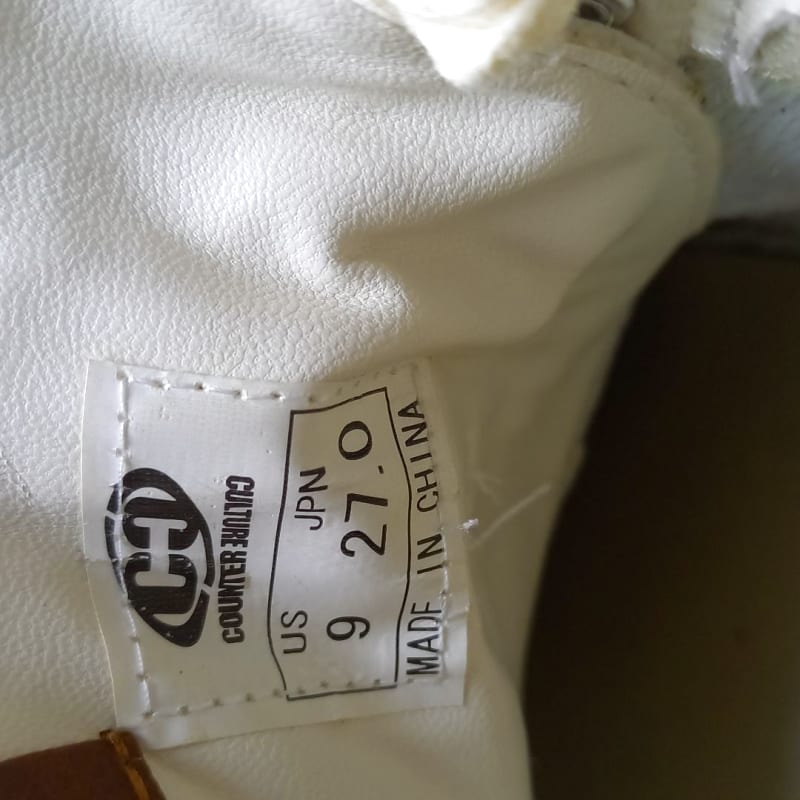 CC
COUNTER CULTURE
US JPN
9 27.0
MADE IN CHINA